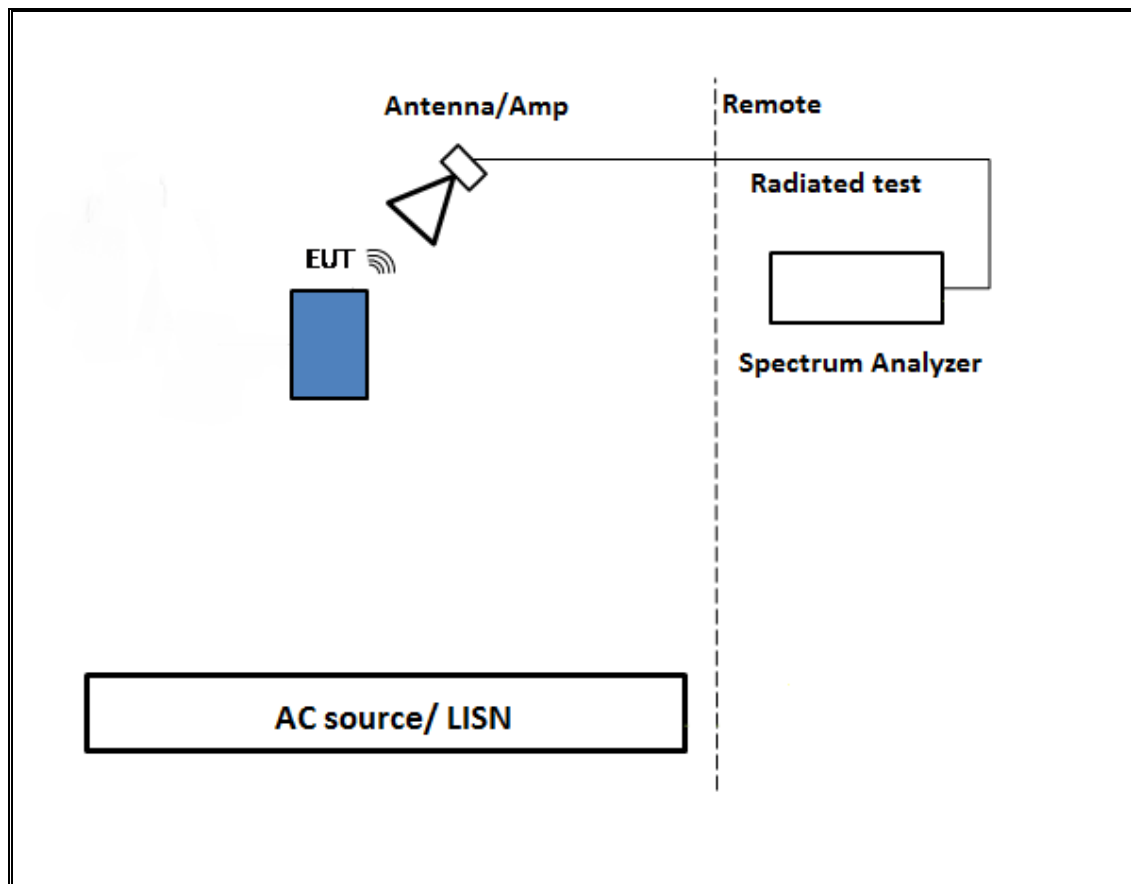 Antenna/Amp
Remote
Radiated test
EUT
Spectrum Analyzer
AC source/ LISN